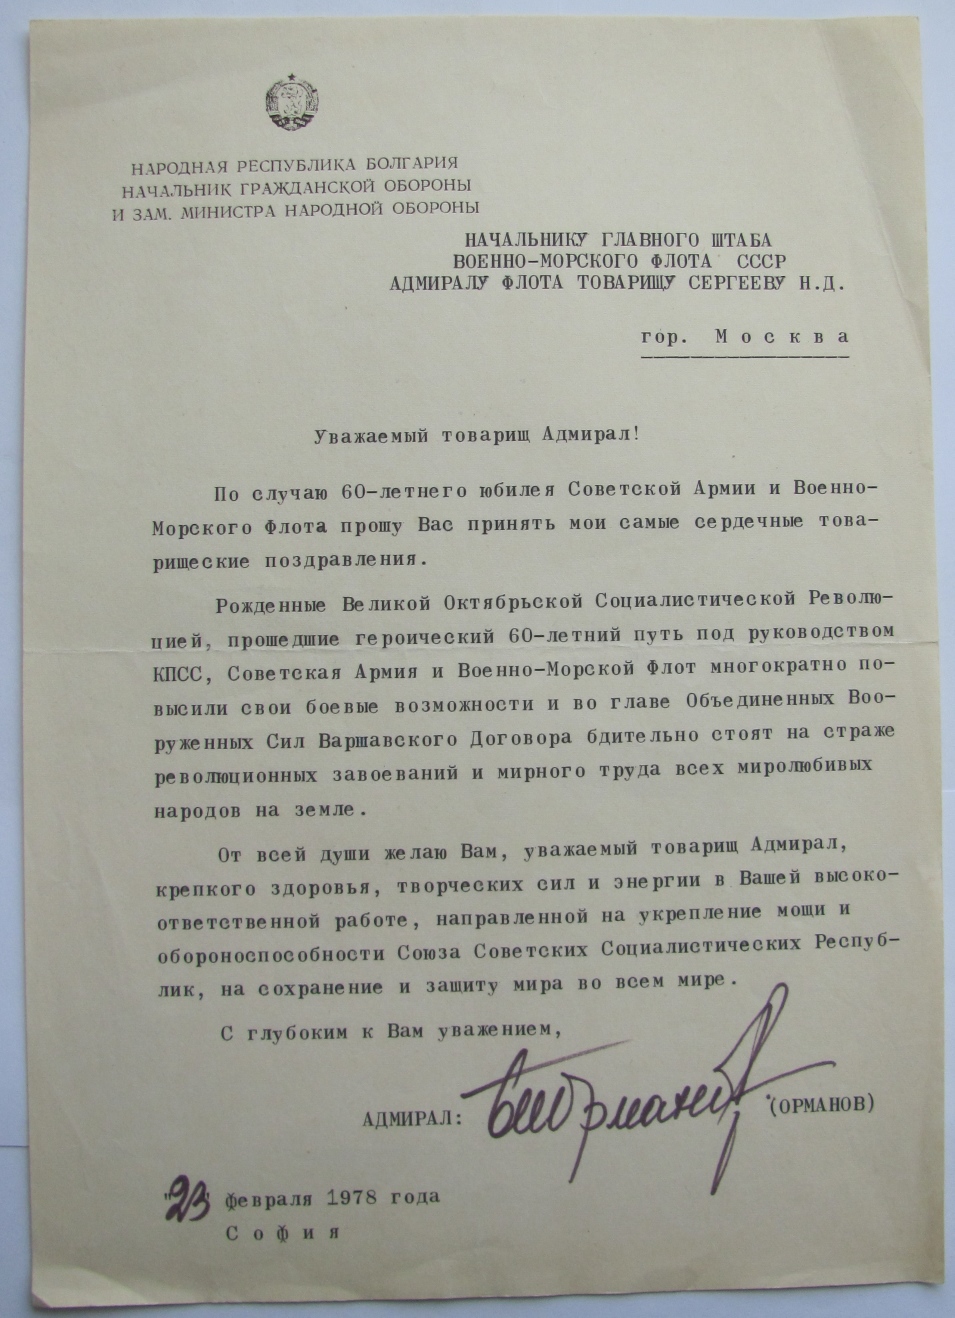 НАРОДНАЯ РЕСПУБЛИКА БОЛГАРИЯ
НАЧАЛЬНИК ГРАЖДАНСКОЙ ОБОРОНЫ
И ЗАМ. МИНИСТРА НАРОДНОЙ ОБОРОНЫ
НАЧАЛЬНИКУ ГЛАВНОГО ШТАБА
ВОЕННО-МОРСКОГО ФЛОТА СССР
АДМИРАЛУ ФЛОТА ТОВАРИЩУ СЕРГЕЕВУ Н.Д.
гор. М о с к в а
Уважаемый товарищ Адмирал!
По случаю 60-летнего юбилея Советской Армии и Военно-
Морского Флота прошу Вас принять мои самые сердечные това-
рищеские поздравления.
Рожденные Великой Октябрьской Социалистической Револю-
цией, прошедшие героический 60-летний путь под руководством
КПСС, Советская Армия и Военно-Морской Флот многократно по-
высили свои боевые возможности и во главе Объединенных Воо-
руженных Сил Варшавского Договора бдительно стоят на страже
революционных завоеваний и мирного труда всех миролюбивых
народов на земле.
От всей души желаю Вам, уважаемый товарищ Адмирал,
крепкого здоровья, творческих сил и энергии в Вашей высоко-
ответственной работе, направленной на укрепление мощи и
обороноспособности Союза Советских Социалистических Респуб-
лик, на сохранение и защиту мира во всем мире.
С глубоким к Вам уважением,
АДМИРАЛ: (ОРМАНОВ)
"23" февраля 1978 года
С о ф и я